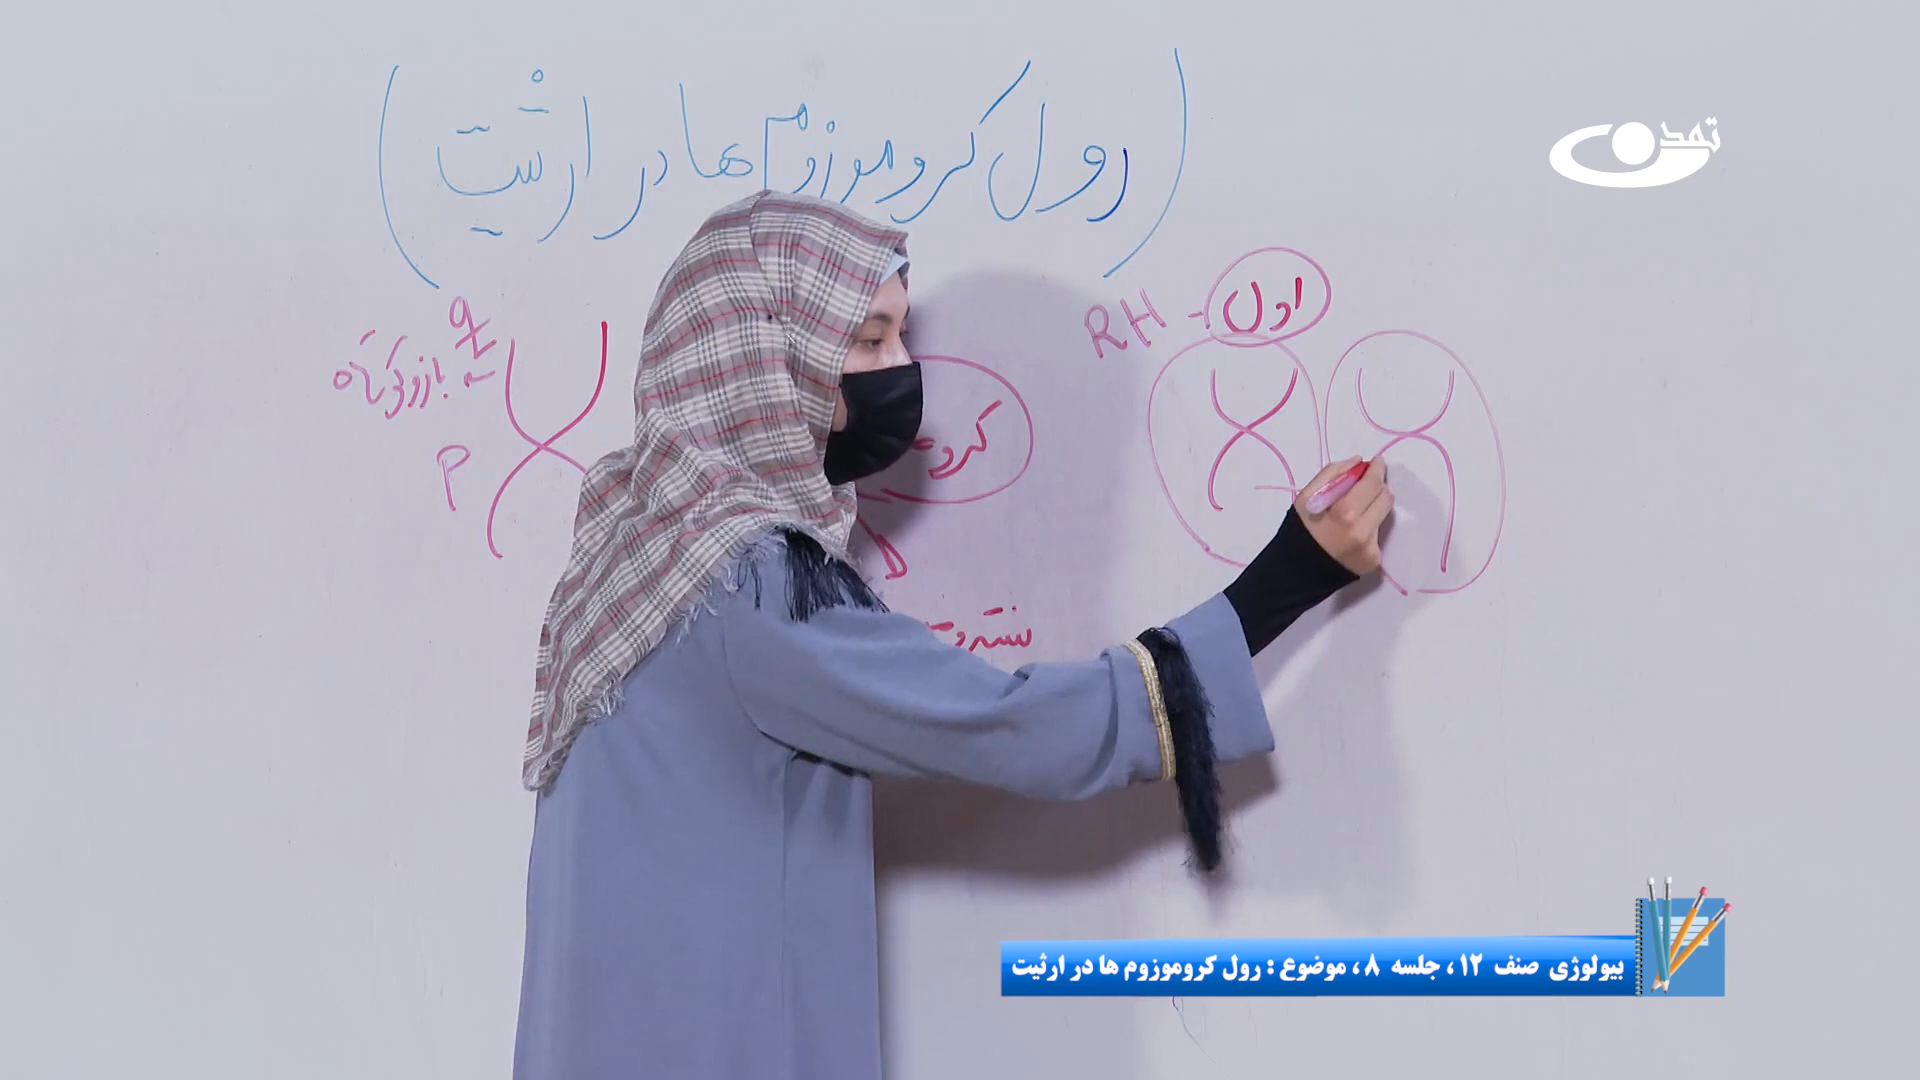 تمدن
(رول کروموزوم ها در ارثیت)
RH - اول
q
بازوی کوتاه
P
بیولوژی صنف ۱۲، جلسه ۸، موضوع : رول کروموزوم ها در ارثیت